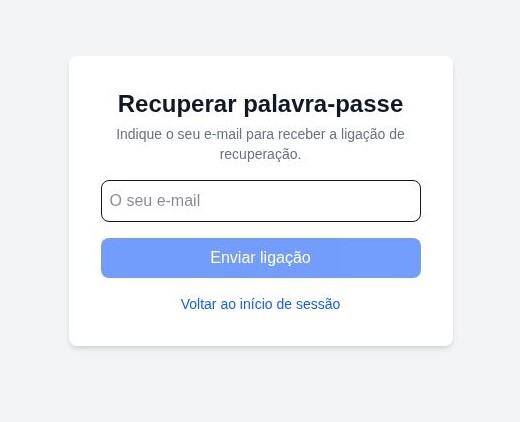 Recuperar palavra-passe
Indique o seu e-mail para receber a ligação de
recuperação.
O seu e-mail
Enviar ligação
Voltar ao início de sessão